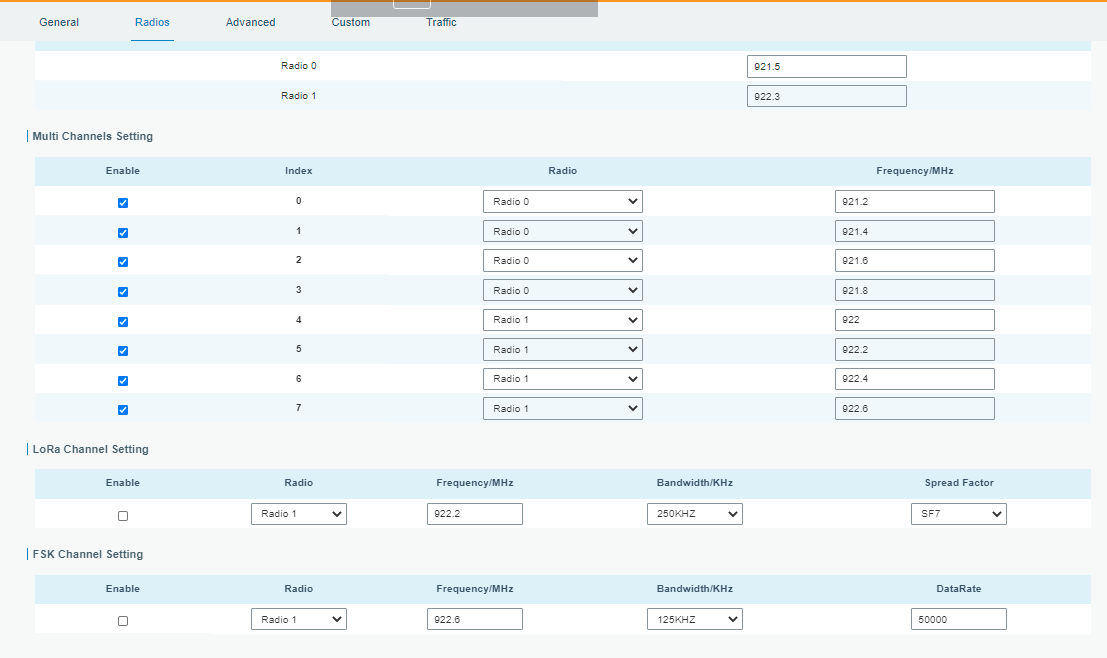 General Radios Advanced Custom Traffic
Radio 0 921.5
Radio 1 922.3
Multi Channels Setting
Enable Index Radio Frequency/MHz
0 Radio 0 921.2
1 Radio 0 921.4
2 Radio 0 921.6
3 Radio 0 921.8
4 Radio 1 922
5 Radio 1 922.2
6 Radio 1 922.4
7 Radio 1 922.6
LoRa Channel Setting
Enable Radio Frequency/MHz Bandwidth/KHz Spread Factor
Radio 1 922.2 250KHZ SF7
FSK Channel Setting
Enable Radio Frequency/MHz Bandwidth/KHz DataRate
Radio 1 922.6 125KHZ 50000